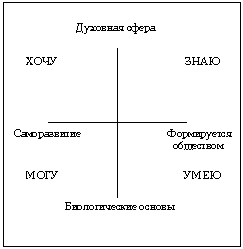 Духовная сфера
ХОЧУ ЗНАЮ
Саморазвитие Формируется
обществом
МОГУ УМЕЮ
Биологические основы